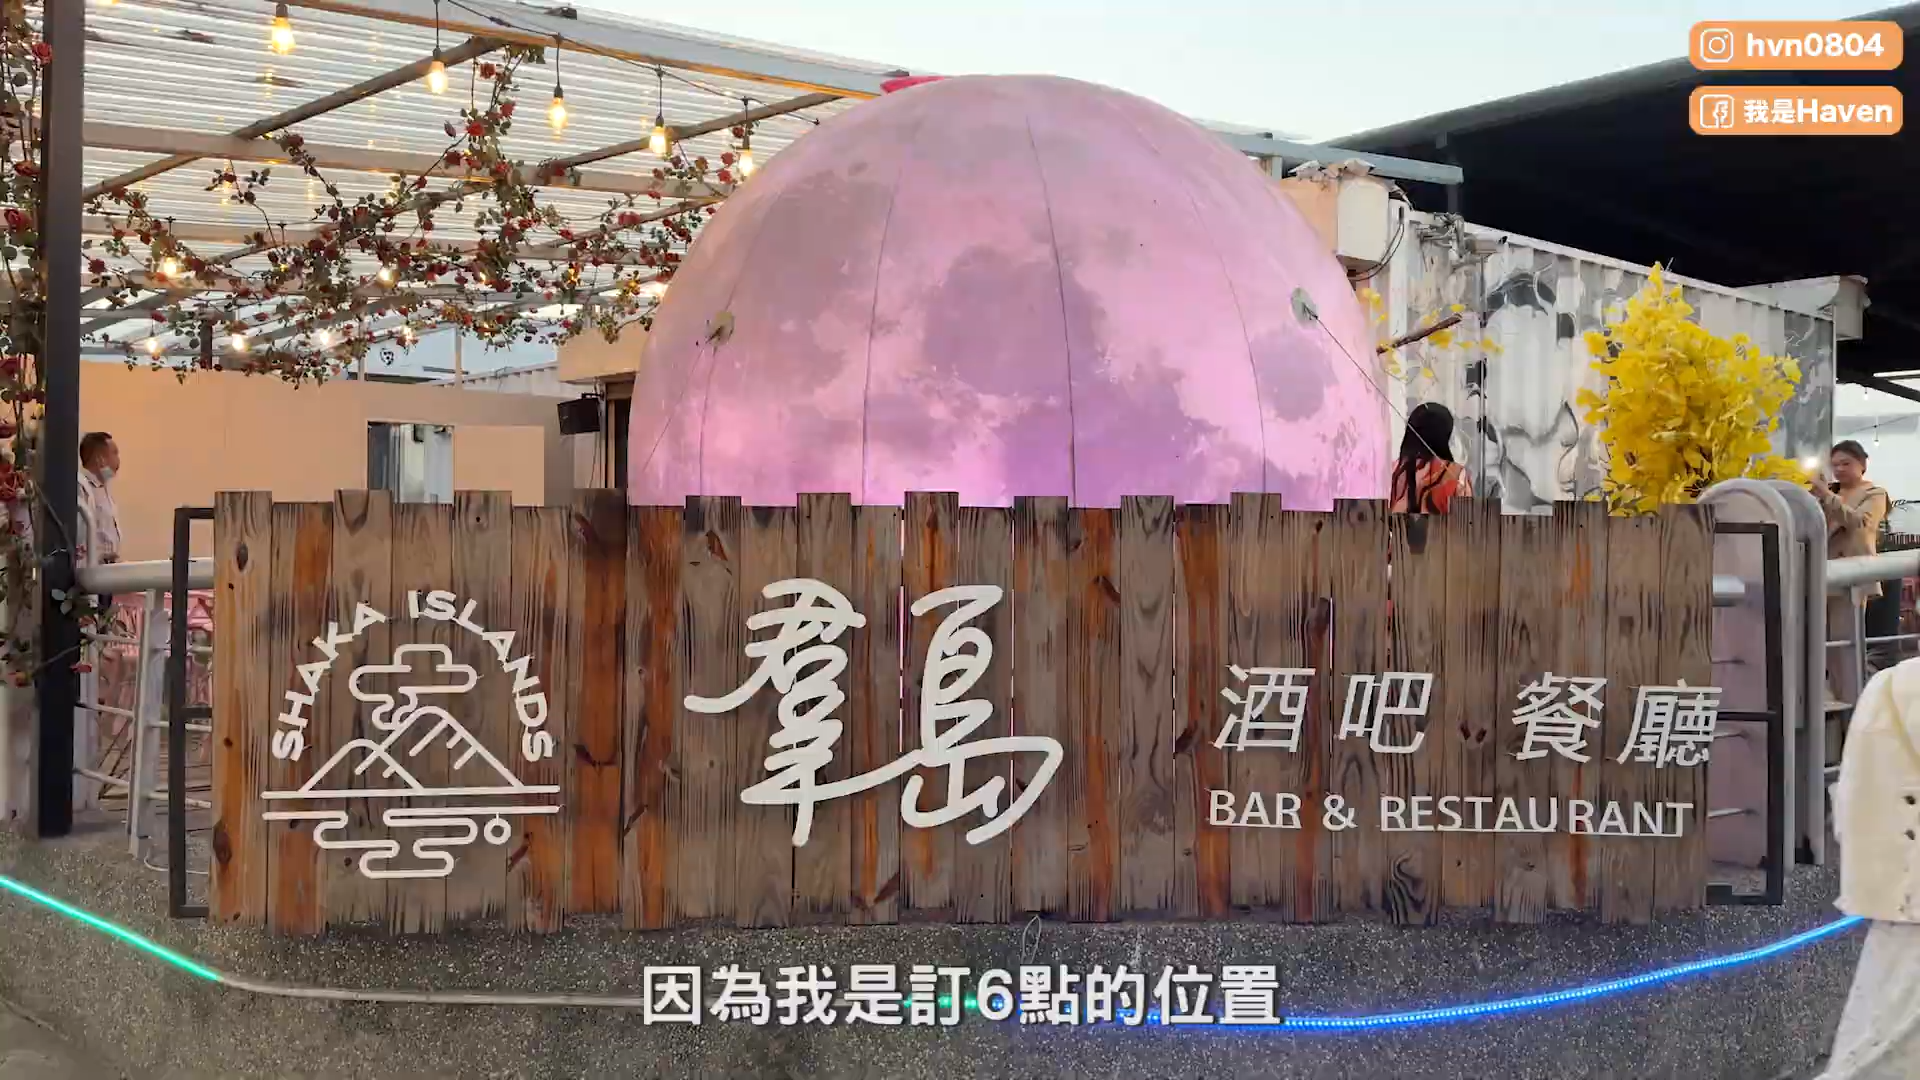 hvn0804
我是Haven
SHAKA ISLANDS
羣島
酒吧 餐廳
BAR & RESTAURANT
因為我是訂6點的位置